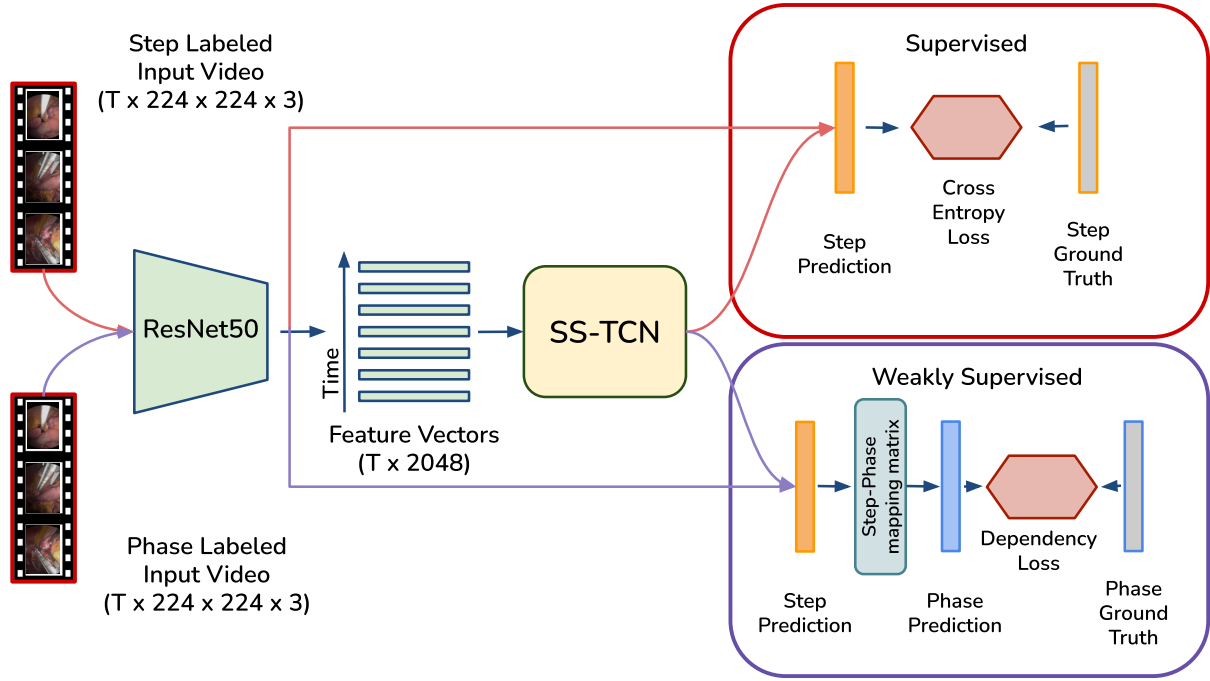 Step Labeled
Input Video
(T x 224 x 224 x 3)
Supervised
Cross
Entropy
Loss
Step
Prediction
Step
Ground
Truth
ResNet50
Time
Feature Vectors
(T x 2048)
SS-TCN
Weakly Supervised
Step-Phase
mapping matrix
Dependency
Loss
Step
Prediction
Phase
Prediction
Phase
Ground
Truth
Phase Labeled
Input Video
(T x 224 x 224 x 3)